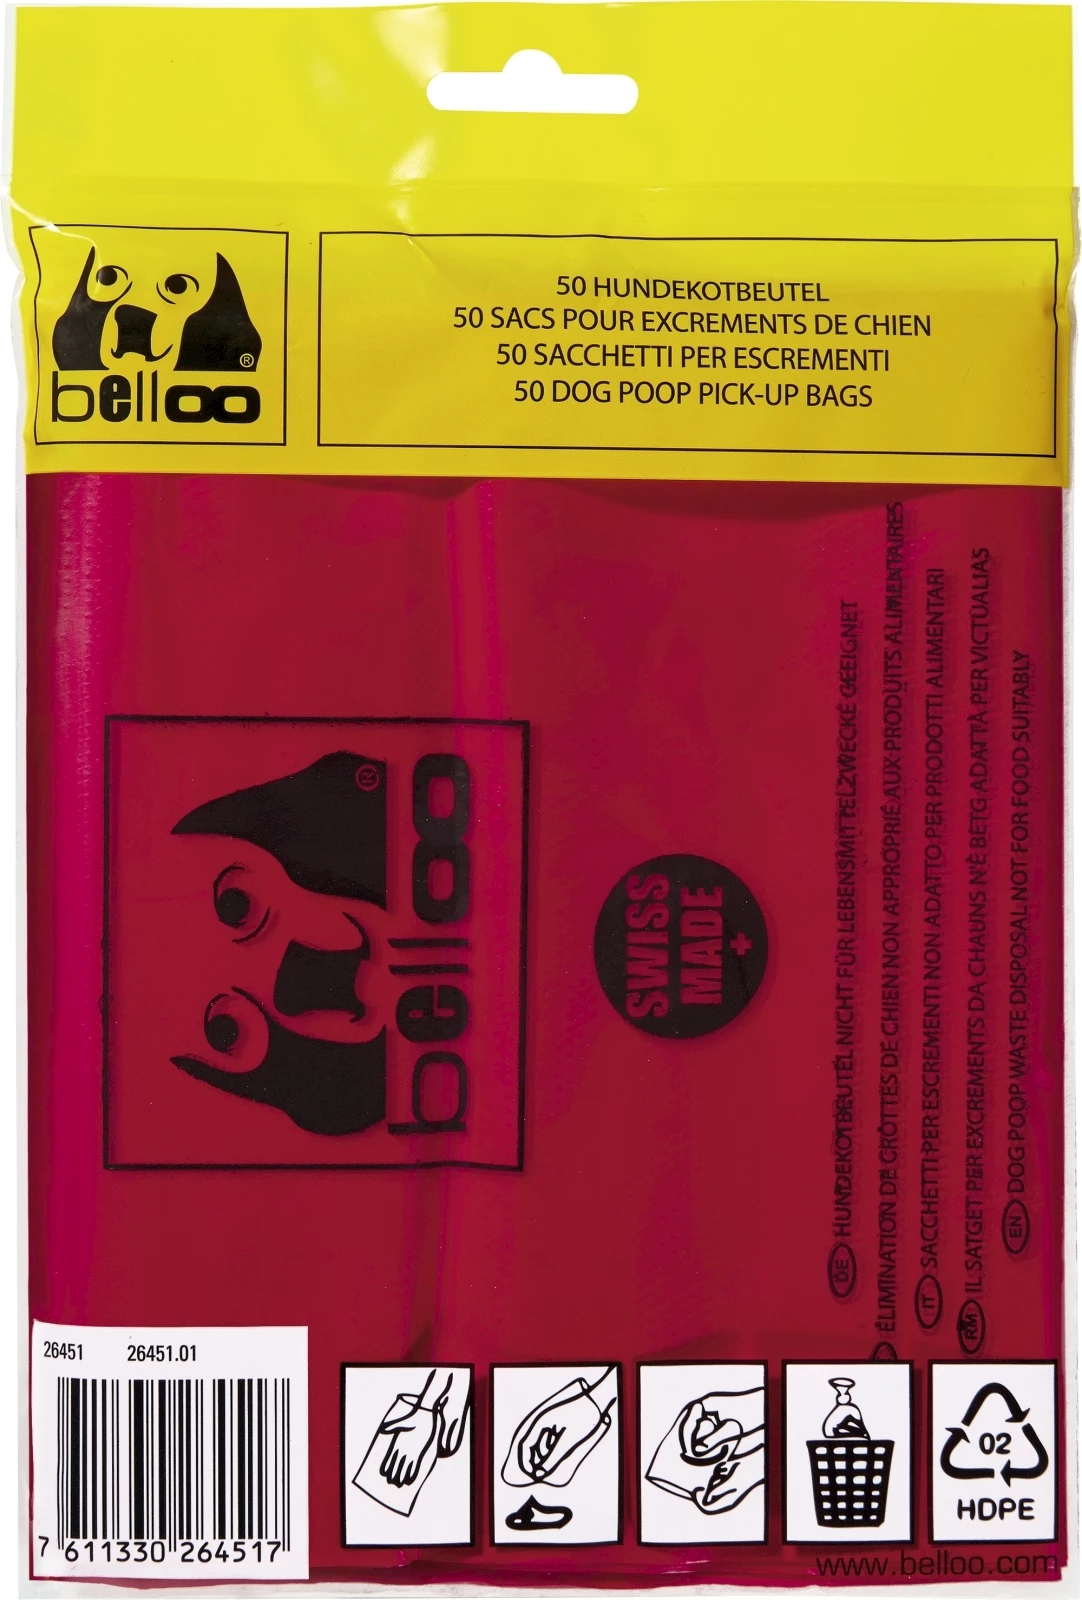 belloo
®
50 HUNDEKOTBEUTEL
50 SACS POUR EXCREMENTS DE CHIEN
50 SACCHETTI PER ESCREMENTI
50 DOG POOP PICK-UP BAGS
belloo
®
SWISS
MADE
+
DE HUNDEKOTBEUTEL NICHT FÜR LEBENSMITTELZWECKE GEEIGNET
ÉLIMINATION DE CROTTES DE CHIEN NON APPROPRIÉ AUX PRODUITS ALIMENTAIRES
IT SACCHETTI PER ESCREMENTI NON ADATTO PER PRODOTTI ALIMENTARI
RM IL SATGET PER EXCREMENTS DA CHAUNS N'È BETG ADATTÀ PER VICTUALIAS
EN DOG POOP WASTE DISPOSAL NOT FOR FOOD SUITABLY
26451 26451.01
7 611330 264517
02
HDPE
www.belloo.com